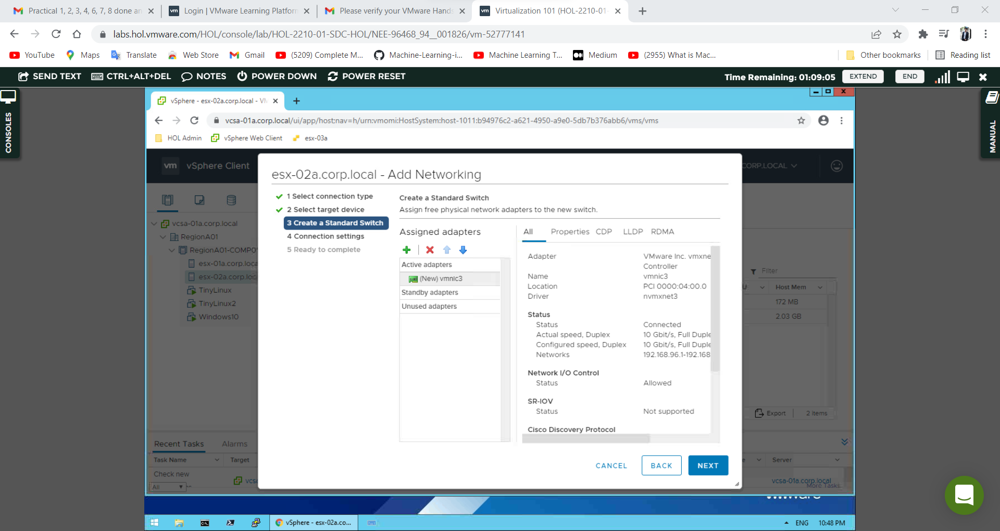 Practical 1, 2, 3, 4, 6, 7, 8 done an
Login | VMware Learning Platform
Please verify your VMware Hands
Virtualization 101 (HOL-2210-01-
labs.hol.vmware.com/HOL/console/lab/HOL-2210-01-SDC-HOL/NEE-96468_94__001826/vm-52777141
YouTube
Maps
Translate
Web Store
Gmail
(5209) Complete M...
Machine-Learning-i...
Machine Learning T...
Medium
(2955) What is Mac...
Other bookmarks
Reading list
SEND TEXT
CTRL+ALT+DEL
NOTES
POWER DOWN
POWER RESET
Time Remaining: 01:09:05
EXTEND
END
CONSOLES
MANUAL
vSphere - esx-02a.corp.local - VM
vcsa-01a.corp.local/ui/app/host;nav=h/urn:vmomi:HostSystem:host-1011:b94976c2-a621-4950-a9e0-5db7b376abb6/vms/vms
HOL Admin
vSphere Web Client
esx-03a
vm vSphere Client
CORP.LOCAL
vcsa-01a.corp.local
RegionA01
RegionA01-COMP0
esx-01a.corp.loca
esx-02a.corp.loc
TinyLinux
TinyLinux2
Windows10
esx-02a.corp.local - Add Networking
1 Select connection type
2 Select target device
3 Create a Standard Switch
4 Connection settings
5 Ready to complete
Create a Standard Switch
Assign free physical network adapters to the new switch.
Assigned adapters
Active adapters
(New) vmnic3
Standby adapters
Unused adapters
All Properties CDP LLDP RDMA
Adapter VMware Inc. vmxne
Controller
Name vmnic3
Location PCI 0000:04:00.0
Driver nvmxnet3
Status
Status Connected
Actual speed, Duplex 10 Gbit/s, Full Duple
Configured speed, Duplex 10 Gbit/s, Full Duple
Networks 192.168.96.1-192.168
Network I/O Control
Status Allowed
SR-IOV
Status Not supported
Cisco Discovery Protocol
CANCEL
BACK
NEXT
Filter
U Host Mem
172 MB
2.03 GB
Export 2 items
Recent Tasks Alarms
Task Name Target
e Server
Check new
vcs
All
vcsa-01a.corp.local
More Tasks
vmware
vSphere - esx-02a.co...
ENG 10:48 PM